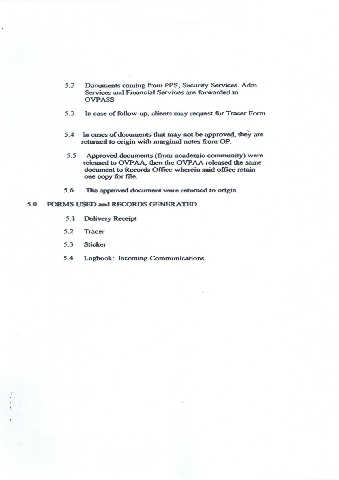 5.2 Documents coming from PPS, Security Services, Adm.
Services and Financial Services are forwarded to
OVPASS
5.3 In case of follow-up, clients may request for Tracer Form
5.4 In cases of documents that may not be approved, they are
returned to origin with marginal notes from OP.
5.5 Approved documents (from academic community) were
released to OVPAA, then the OVPAA released the same
document to Records Office wherein said office retain
one copy for file.
5.6 The approved document were returned to origin
5.0 FORMS USED and RECORDS GENERATED
5.1 Delivery Receipt
5.2 Tracer
5.3 Sticker
5.4 Logbook: Incoming Communications